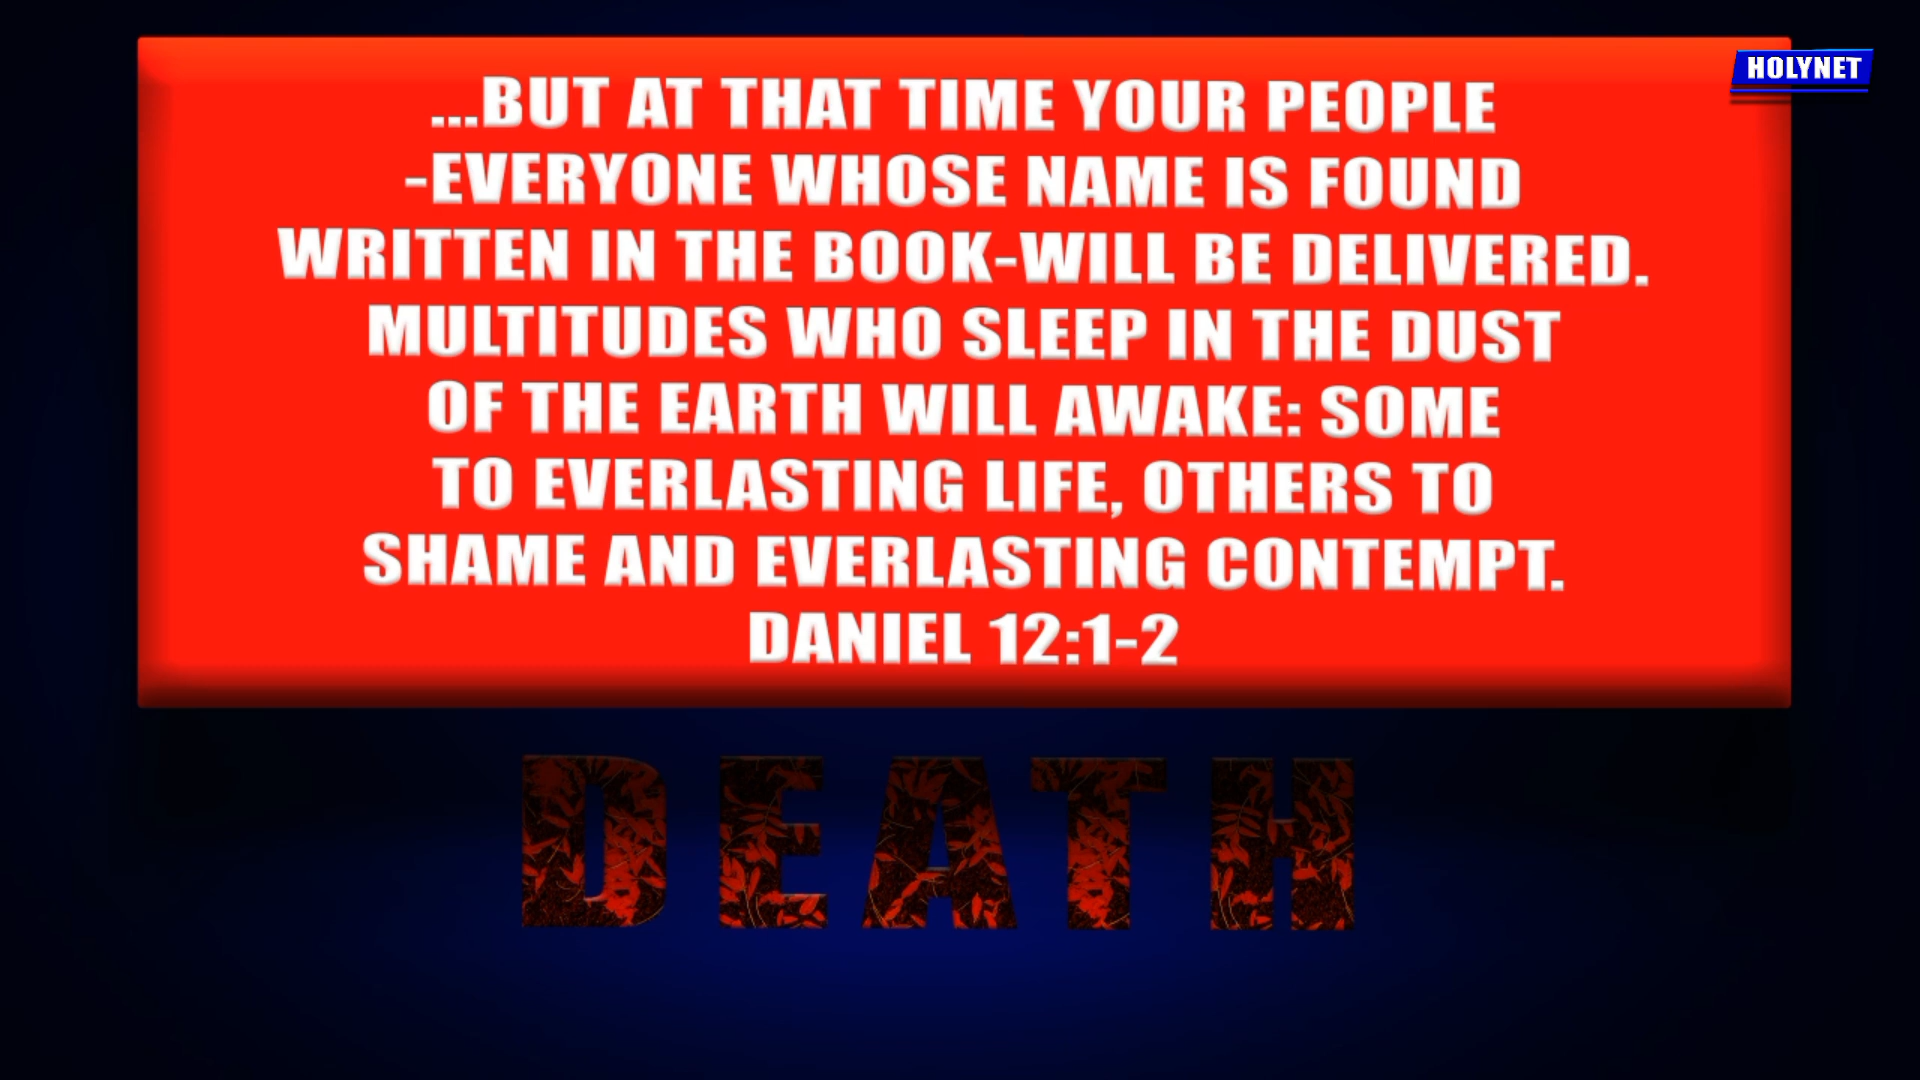 HOLYNET
...BUT AT THAT TIME YOUR PEOPLE
-EVERYONE WHOSE NAME IS FOUND
WRITTEN IN THE BOOK-WILL BE DELIVERED.
MULTITUDES WHO SLEEP IN THE DUST
OF THE EARTH WILL AWAKE: SOME
TO EVERLASTING LIFE, OTHERS TO
SHAME AND EVERLASTING CONTEMPT.
DANIEL 12:1-2
DEATH